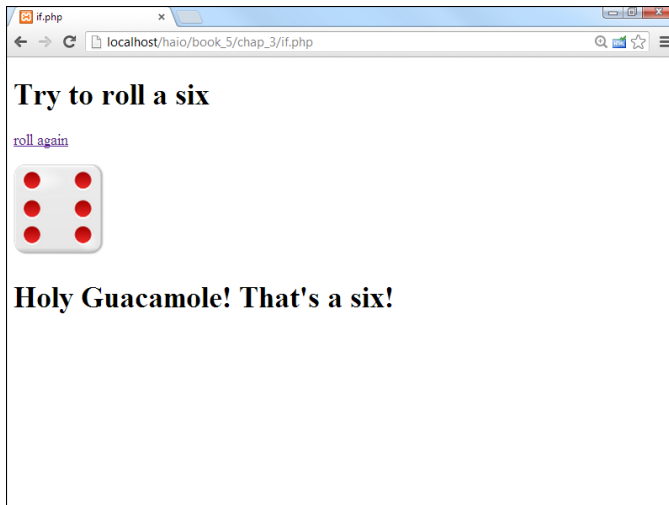 if.php
localhost/haio/book_5/chap_3/if.php
Try to roll a six
roll again
Holy Guacamole! That's a six!